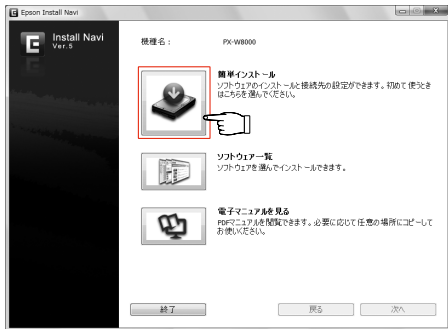 Epson Install Navi
Install Navi
Ver.5
機種名： PX-W8000
簡単インストール
ソフトウェアのインストールと接続先の設定ができます。初めて使うとき
はこちらを選んでください。
ソフトウェア一覧
ソフトウェアを選んでインストールできます。
電子マニュアルを見る
PDFマニュアルを閲覧できます。必要に応じて任意の場所にコピーして
お使いください。
終了
戻る
次へ